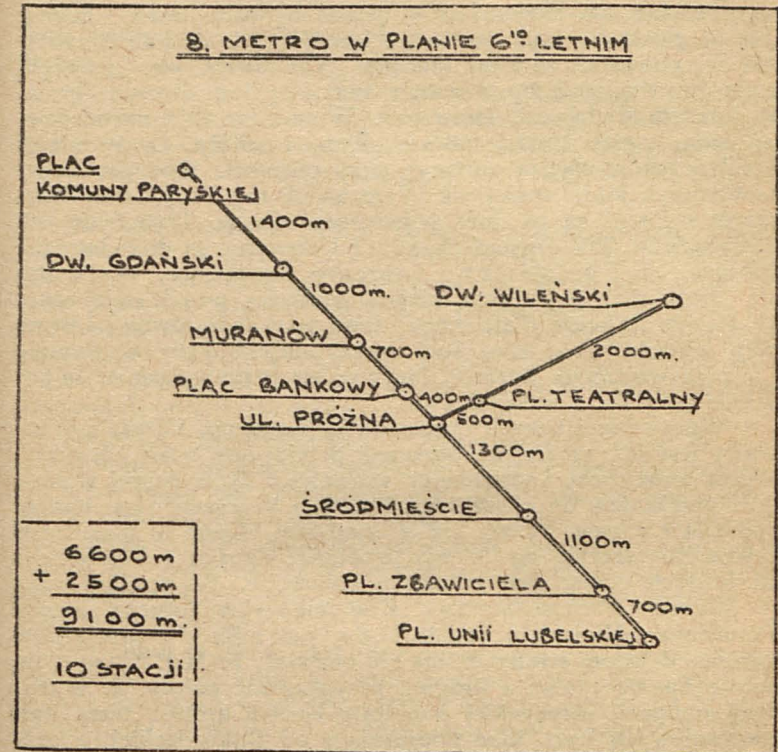 8. METRO W PLANIE 6IO LETNIM
PLAC
KOMUNY PARYSKIEJ
1400m
DW. GDAŃSKI
1000m.
DW. WILEŃSKI
MURANÓW
700m
2000m.
PLAC BANKOWY
400m
PL. TEATRALNY
UL. PRÓŻNA
500m
1300m
ŚRÓDMIEŚCIE
1100m
6600m
+ 2500m
9100m.
10 STACJI
PL. ZBAWICIELA
700m
PL. UNII LUBELSKIEJ